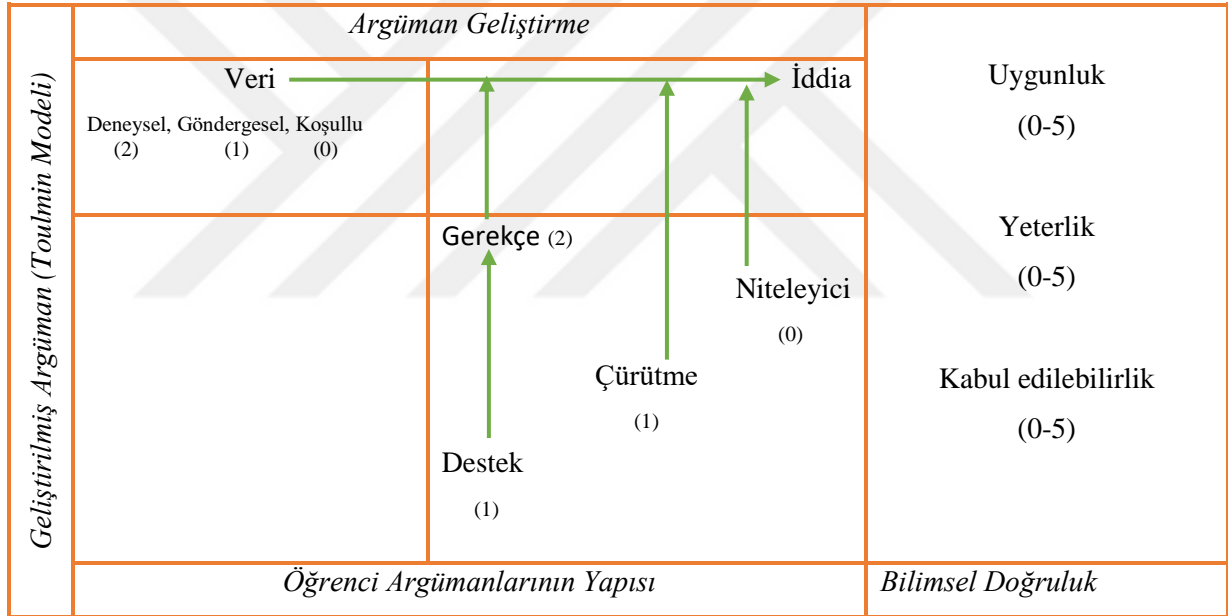 Argüman Geliştirme
Geliştirilmiş Argüman (Toulmin Modeli)
Veri
İddia
Deneysel, Göndergesel, Koşullu
(2) (1) (0)
Gerekçe (2)
Niteleyici
(0)
Çürütme
(1)
Destek
(1)
Uygunluk
(0-5)
Yeterlik
(0-5)
Kabul edilebilirlik
(0-5)
Öğrenci Argümanlarının Yapısı
Bilimsel Doğruluk